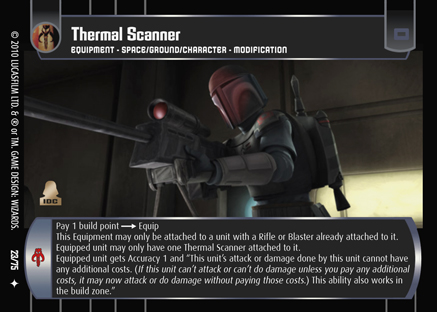 Thermal Scanner
EQUIPMENT - SPACE/GROUND/CHARACTER - MODIFICATION
0
© 2010 LUCASFILM LTD. & ® or TM. GAME DESIGN: WIZARDS.
23/75
IDC
Pay 1 build point → Equip
This Equipment may only be attached to a unit with a Rifle or Blaster already attached to it.
Equipped unit may only have one Thermal Scanner attached to it.
Equipped unit gets Accuracy 1 and "This unit's attack or damage done by this unit cannot have
any additional costs. (If this unit can't attack or can't do damage unless you pay any additional
costs, it may now attack or do damage without paying those costs.) This ability also works in
the build zone."